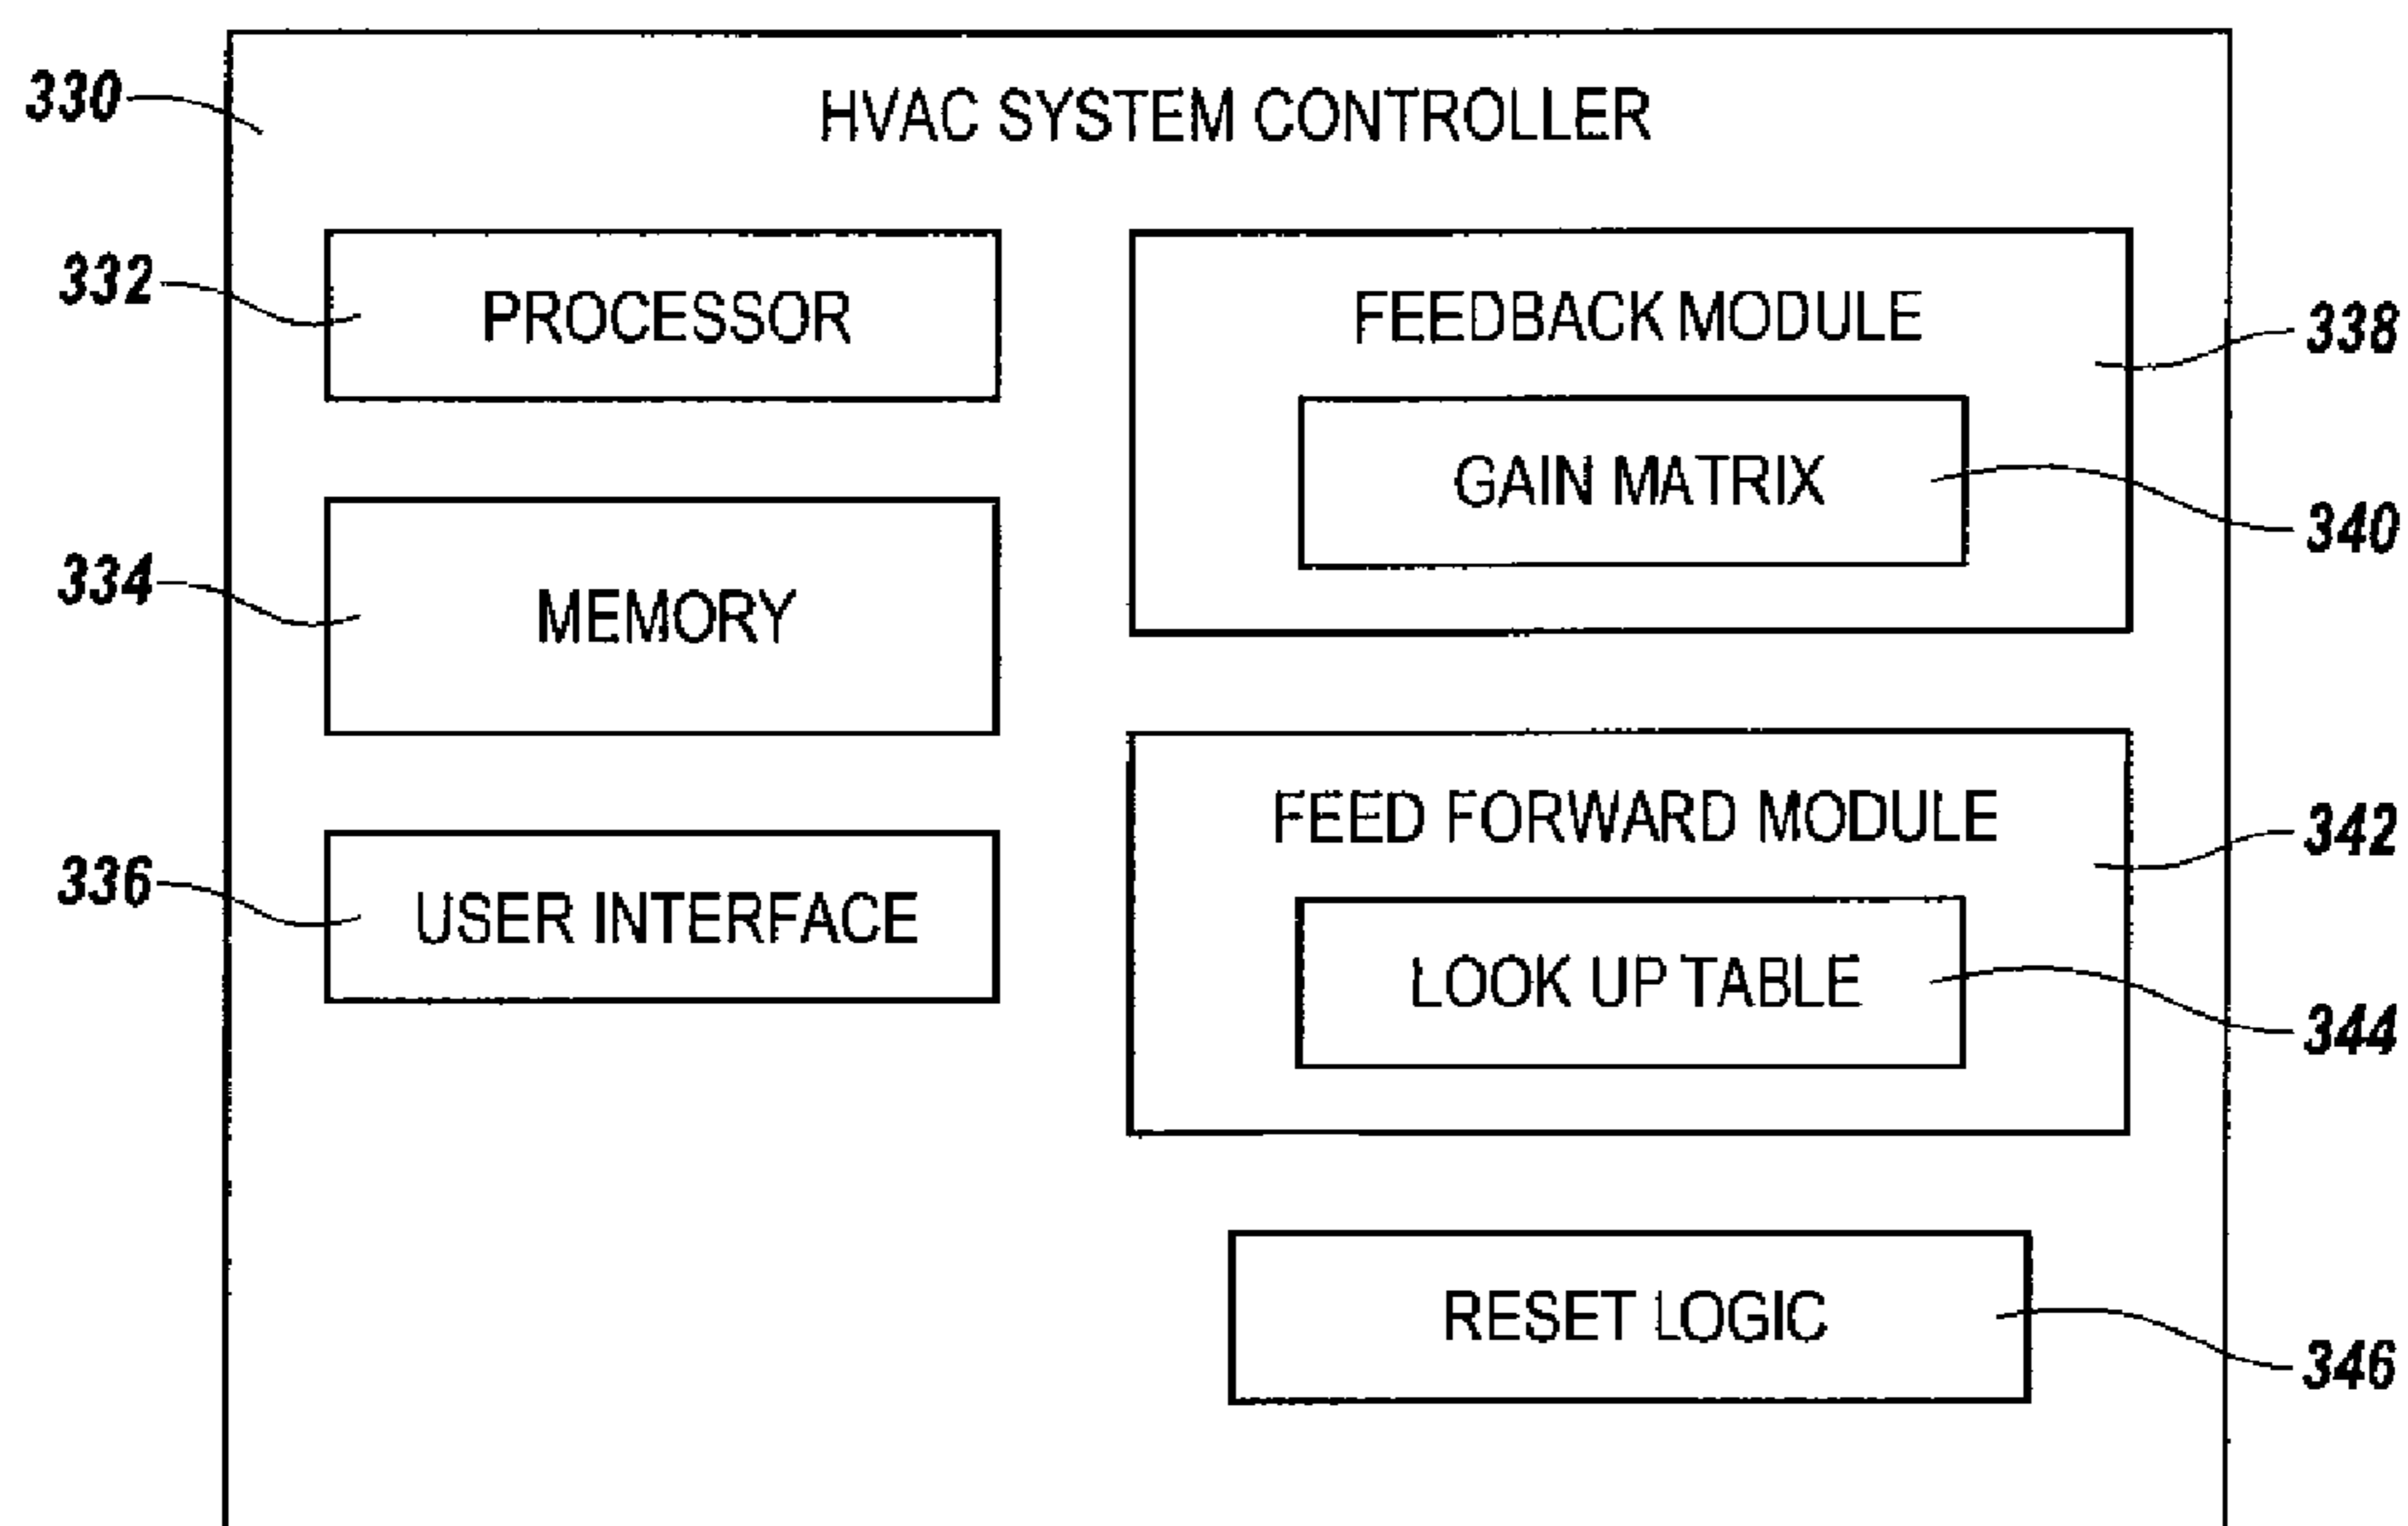 330
HVAC SYSTEM CONTROLLER
332
PROCESSOR
334
MEMORY
336
USER INTERFACE
FEEDBACK MODULE
338
GAIN MATRIX
340
FEED FORWARD MODULE
342
LOOK UP TABLE
344
RESET LOGIC
346